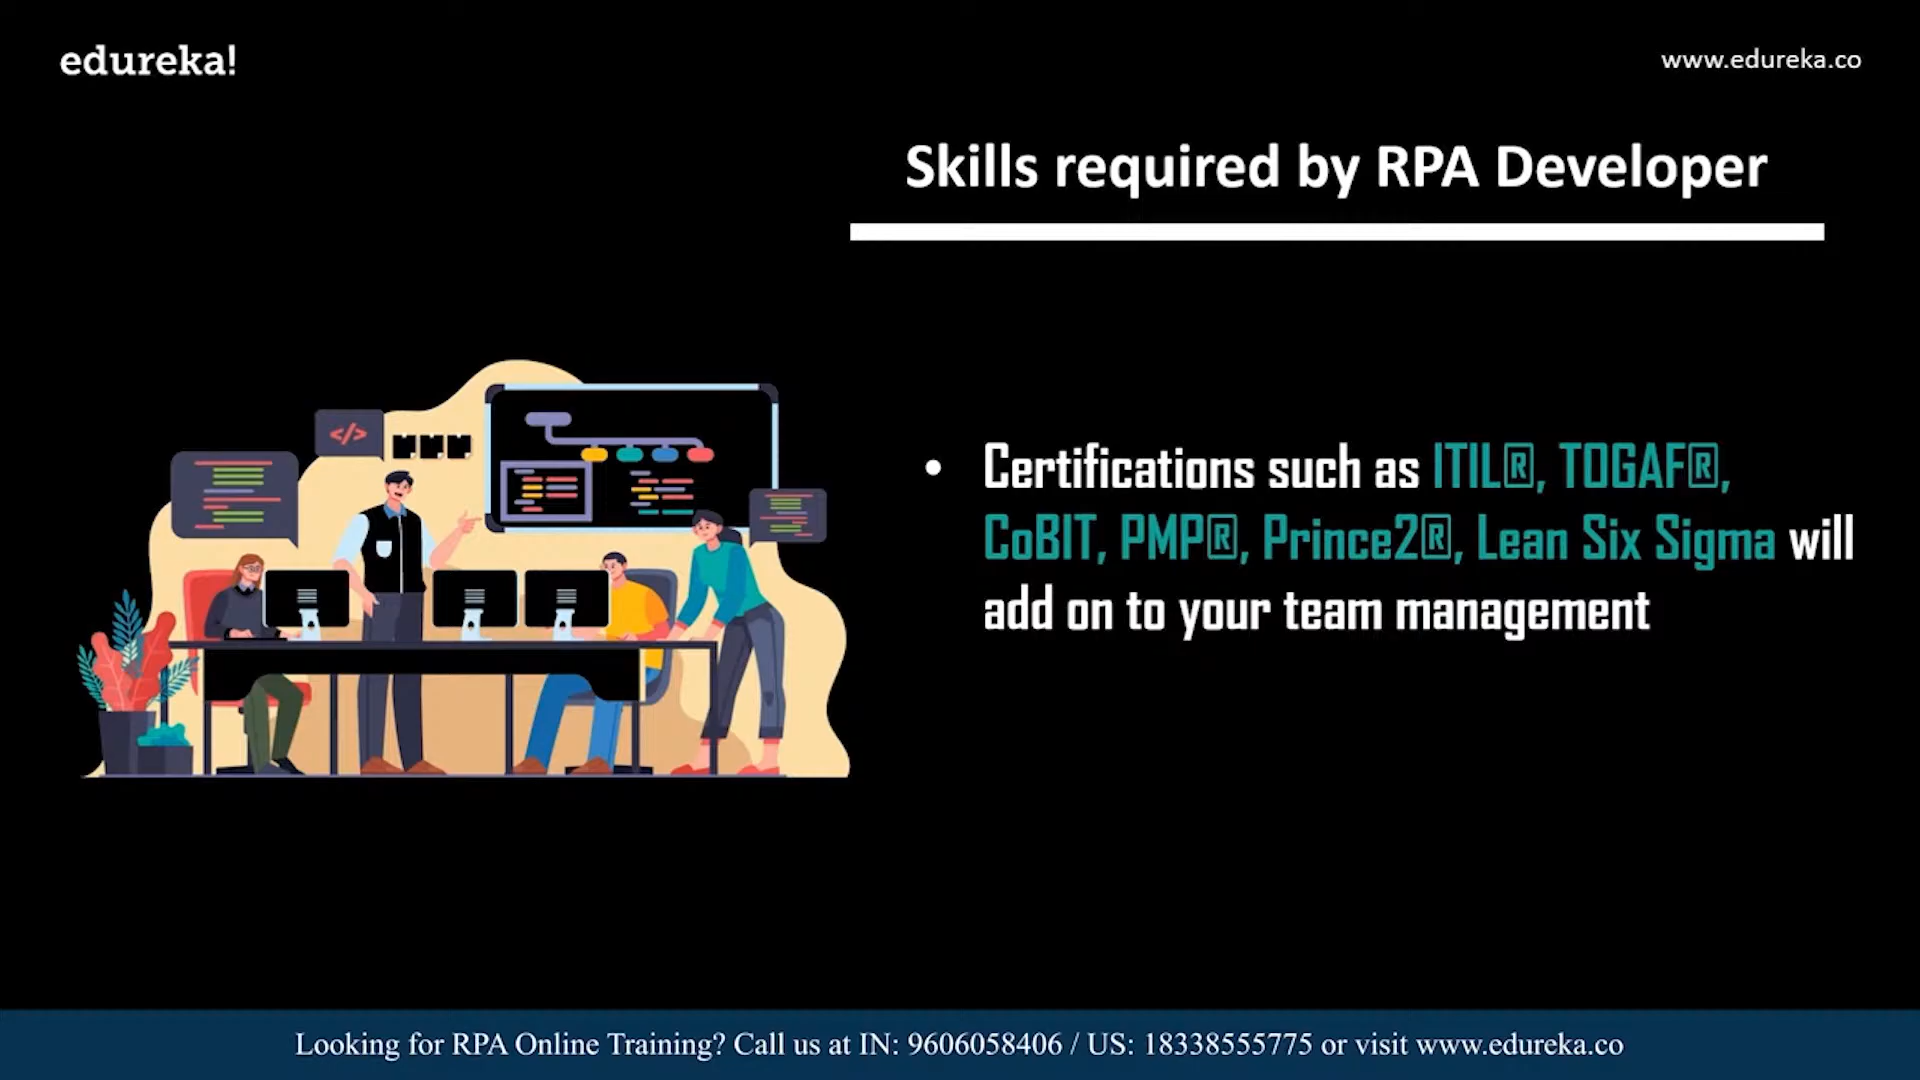 edureka!
www.edureka.co
Skills required by RPA Developer
</>
• Certifications such as ITIL®, TOGAF®,
CoBIT, PMP®, Prince2®, Lean Six Sigma will
add on to your team management
Looking for RPA Online Training? Call us at IN: 9606058406 / US: 18338555775 or visit www.edureka.co